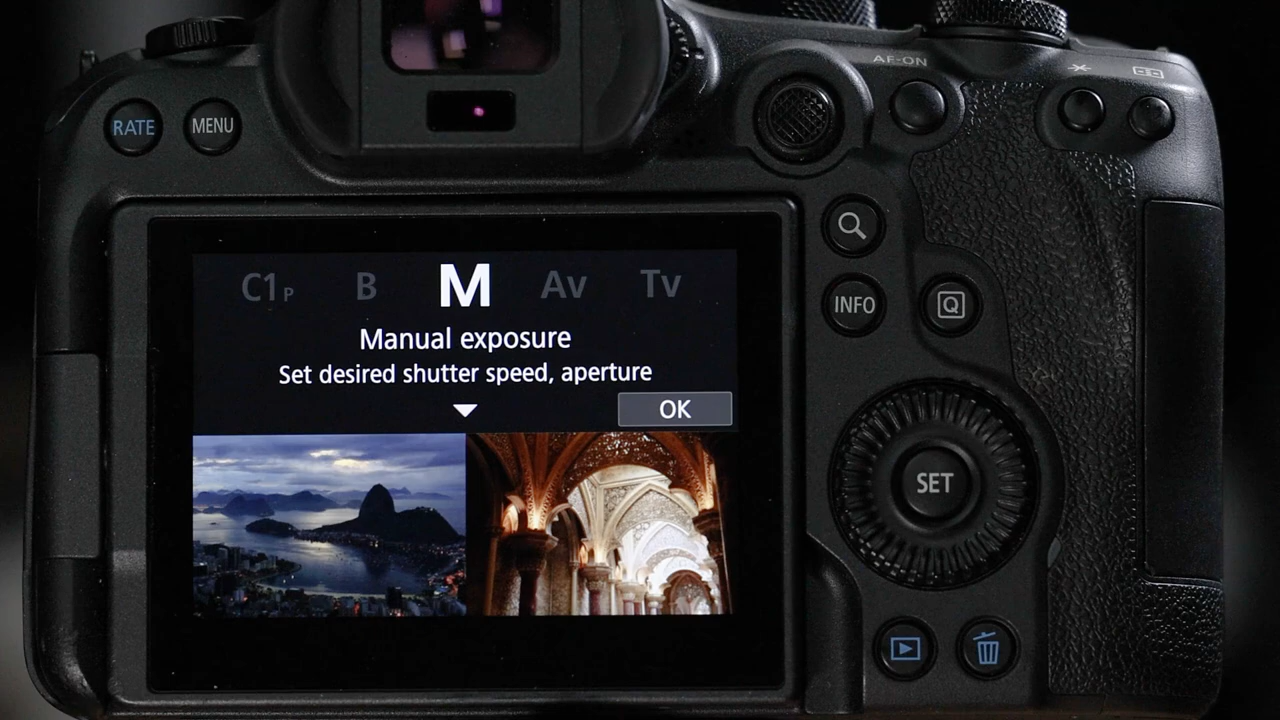 AF-ON
RATE
MENU
C1P B M Av Tv
Manual exposure
Set desired shutter speed, aperture
OK
INFO
Q
SET